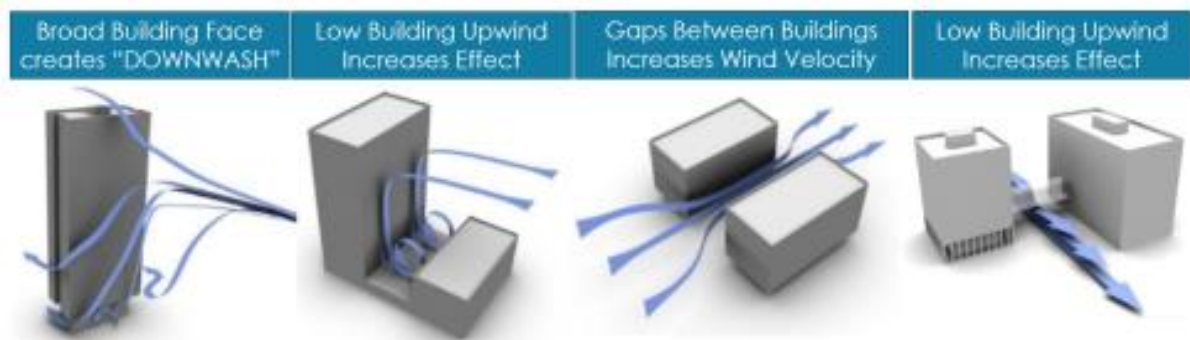 Broad Building Face
creates "DOWNWASH"
Low Building Upwind
Increases Effect
Gaps Between Buildings
Increases Wind Velocity
Low Building Upwind
Increases Effect